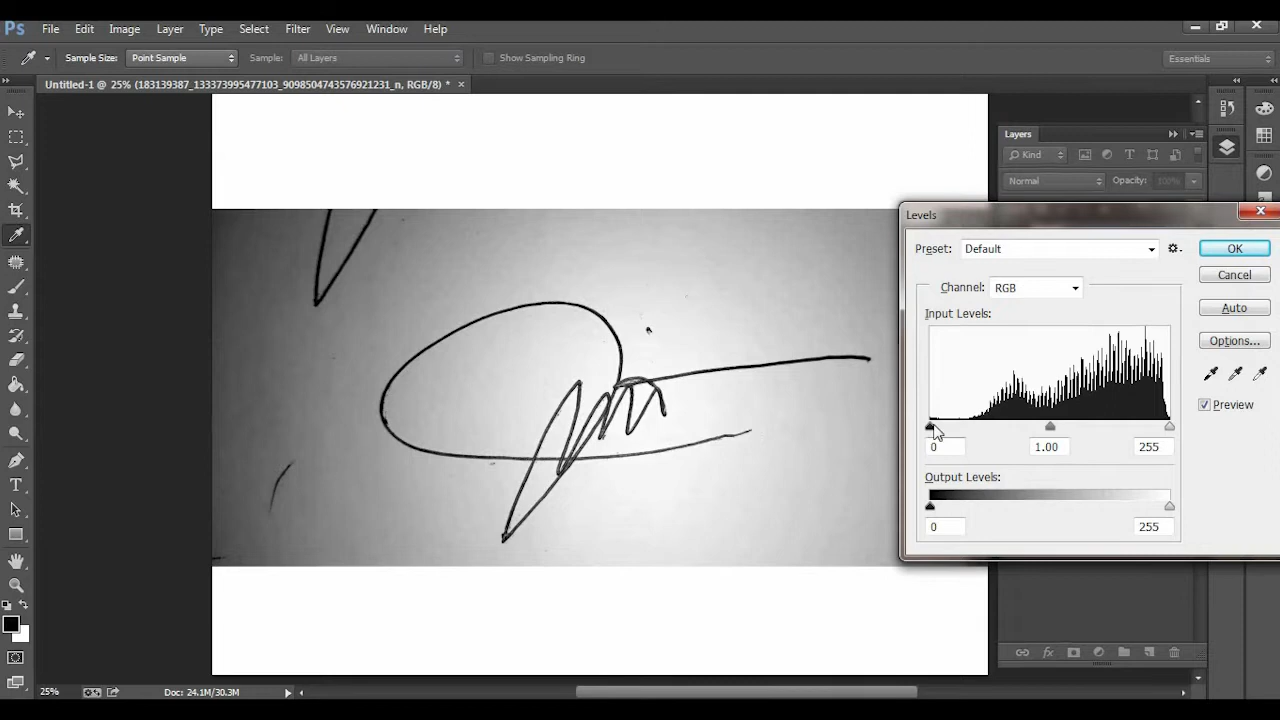 Ps File Edit Image Layer Type Select Filter View Window Help
Sample Size: Point Sample Sample: All Layers Show Sampling Ring Essentials
Untitled-1 @ 25% (183139387_133373995477103_9098504743576921231_n, RGB/8) * ×
Layers
Kind
Normal Opacity: 100%
Levels
Preset: Default
OK
Cancel
Channel: RGB
Auto
Input Levels:
Options...
Preview
0 1.00 255
Output Levels:
0 255
25% Doc: 24.1M/30.3M